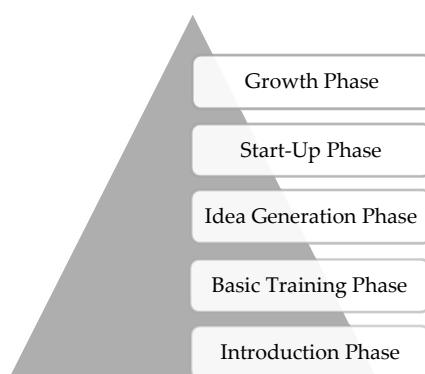 Growth Phase
Start-Up Phase
Idea Generation Phase
Basic Training Phase
Introduction Phase